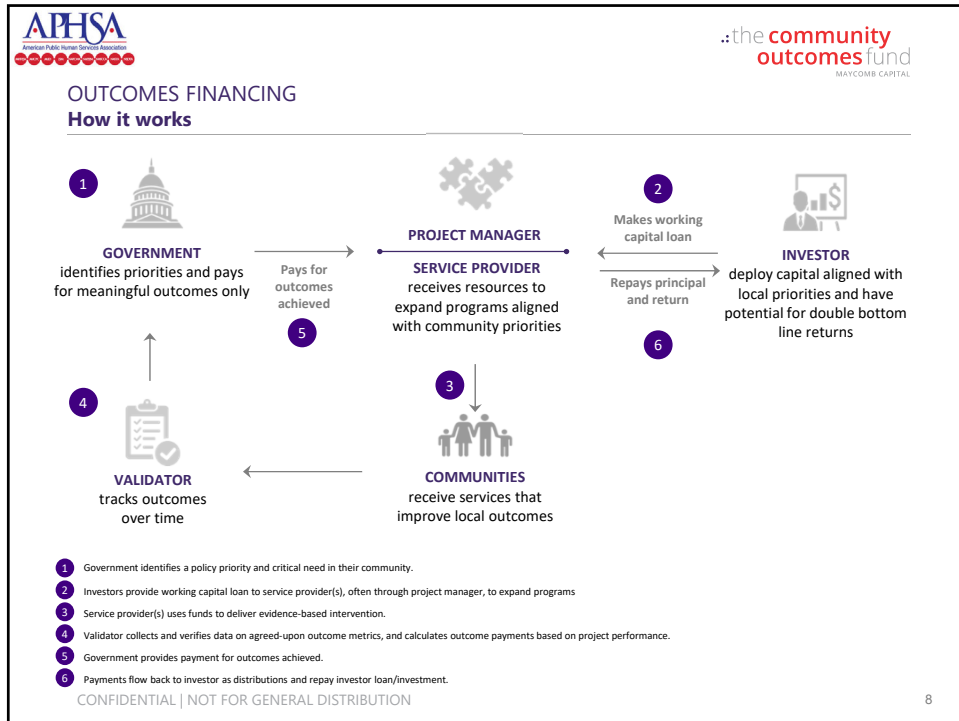 APHSA
American Public Human Services Association
.:the community
outcomes fund
MAYCOMB CAPITAL
OUTCOMES FINANCING
How it works
1
GOVERNMENT
identifies priorities and pays
for meaningful outcomes only
Pays for
outcomes
achieved
5
PROJECT MANAGER
SERVICE PROVIDER
receives resources to
expand programs aligned
with community priorities
2
Makes working
capital loan
Repays principal
and return
6
$
INVESTOR
deploy capital aligned with
local priorities and have
potential for double bottom
line returns
3
4
VALIDATOR
tracks outcomes
over time
COMMUNITIES
receive services that
improve local outcomes
1 Government identifies a policy priority and critical need in their community.
2 Investors provide working capital loan to service provider(s), often through project manager, to expand programs
3 Service provider(s) uses funds to deliver evidence-based intervention.
4 Validator collects and verifies data on agreed-upon outcome metrics, and calculates outcome payments based on project performance.
5 Government provides payment for outcomes achieved.
6 Payments flow back to investor as distributions and repay investor loan/investment.
CONFIDENTIAL | NOT FOR GENERAL DISTRIBUTION
8